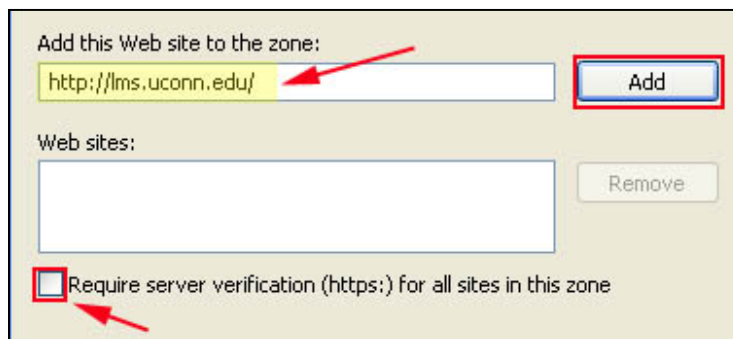 Add this Web site to the zone:
http://lms.uconn.edu/
Add
Web sites:
Remove
Require server verification (https:) for all sites in this zone